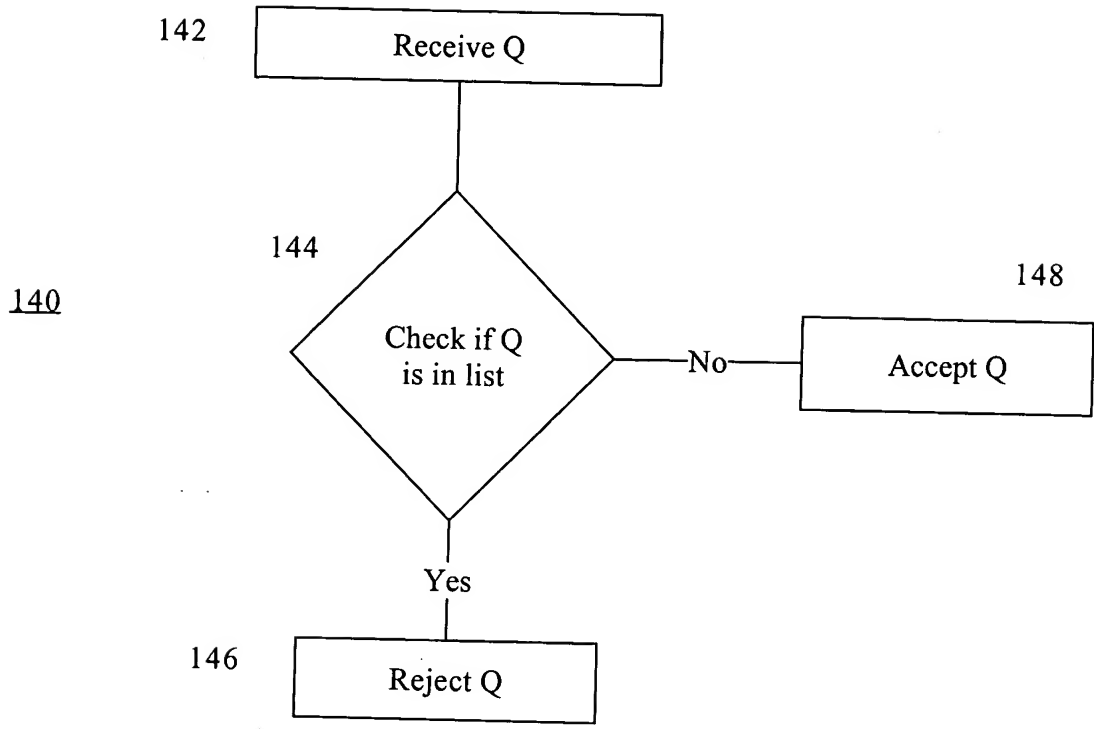 142
Receive Q
144
148
140
Check if Q
is in list
No
Accept Q
Yes
146
Reject Q